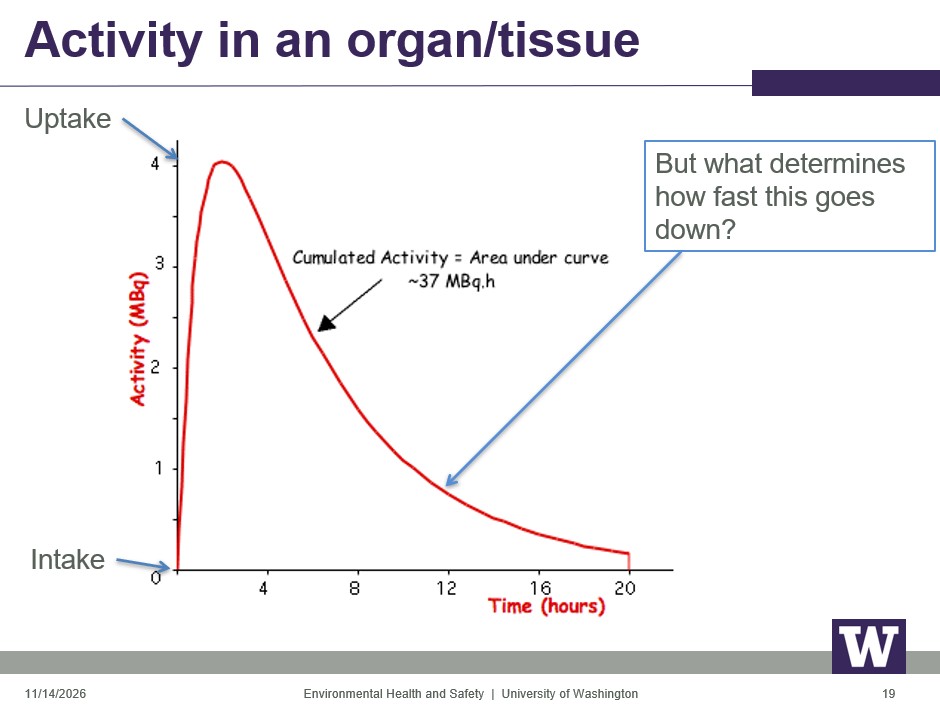 Activity in an organ/tissue
Uptake
But what determines
how fast this goes
down?
4
3
2
1
0
Activity (MBq)
Cumulated Activity = Area under curve
~37 MBq.h
Intake
4 8 12 16 20
Time (hours)
W
11/14/2026 Environmental Health and Safety | University of Washington 19